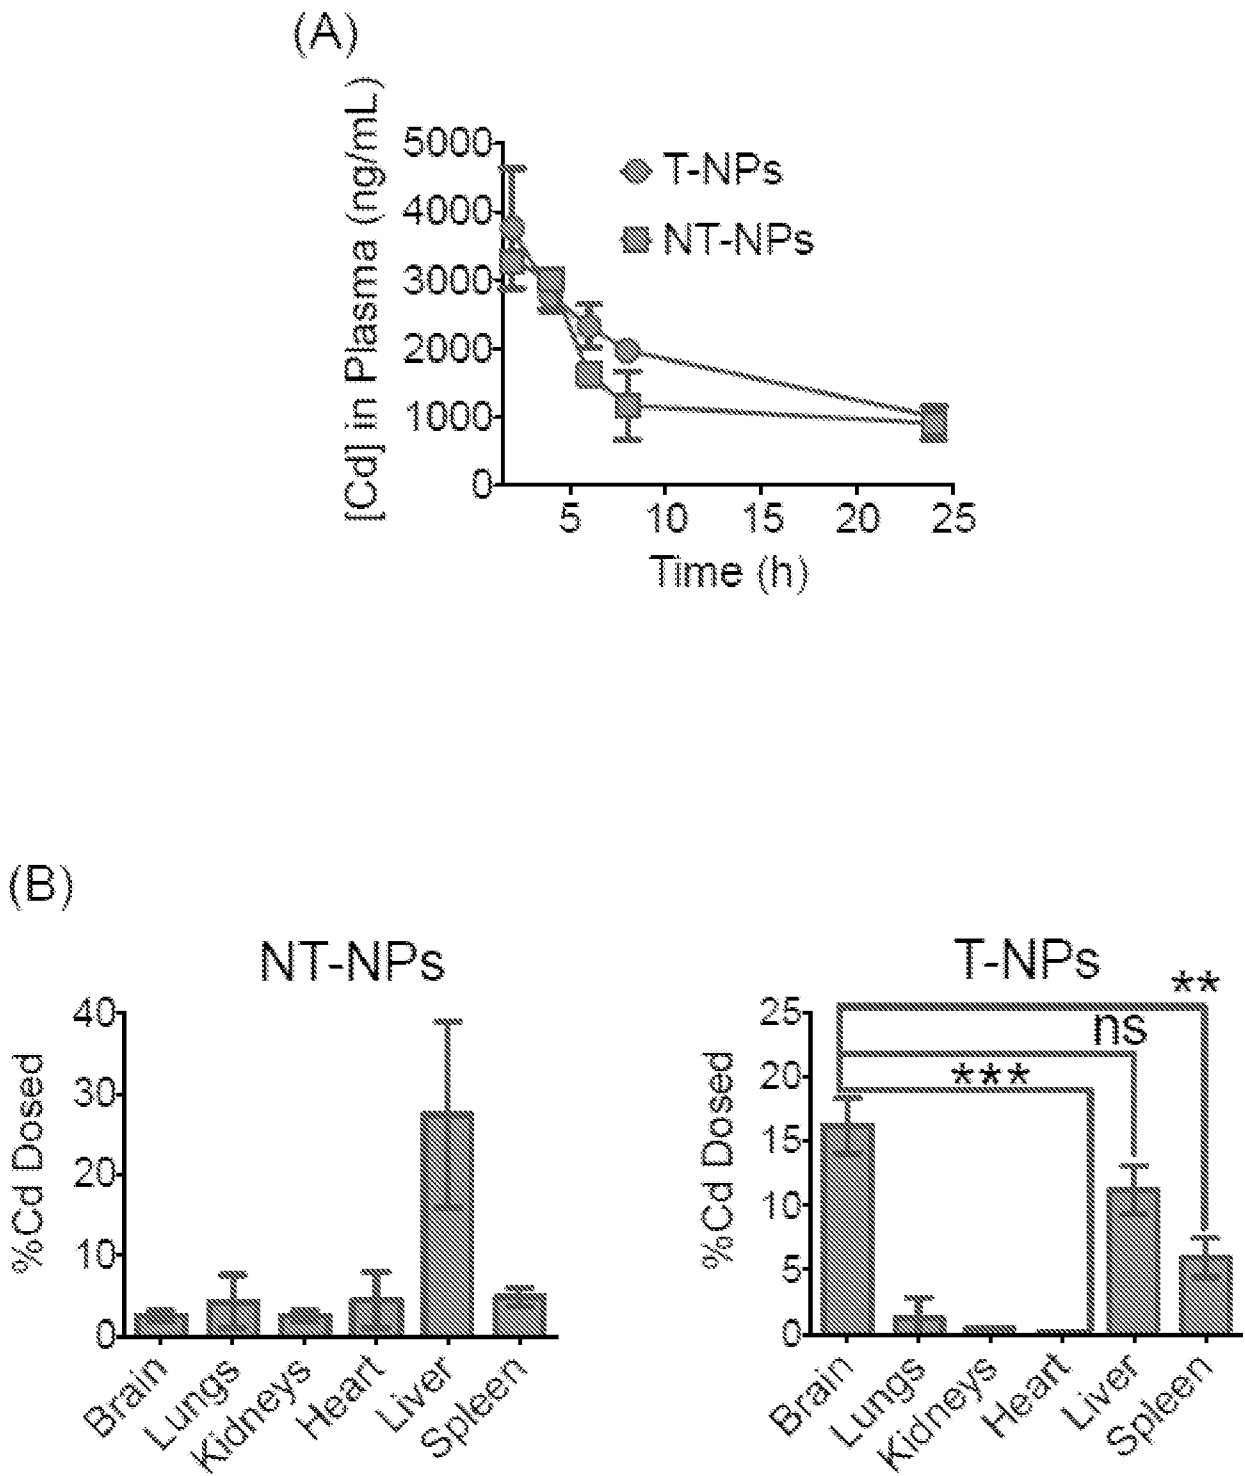 (A)
[Cd] in Plasma (ng/mL)
5000
4000
3000
2000
1000
0
T-NPs
NT-NPs
5 10 15 20 25
Time (h)
(B)
NT-NPs
%Cd Dosed
40
30
20
10
0
Brain Lungs Kidneys Heart Liver Spleen
T-NPs
%Cd Dosed
25
20
15
10
5
0
**
ns
***
Brain Lungs Kidneys Heart Liver Spleen